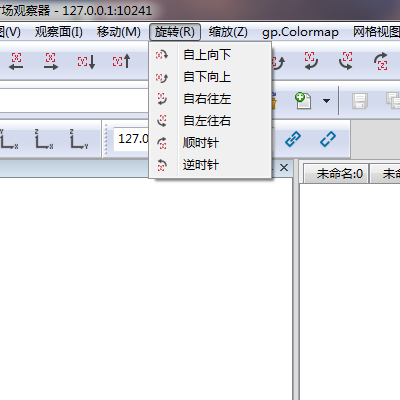 场观察器 - 127.0.0.1:10241
图(V) 观察面(I) 移动(M) 旋转(R) 缩放(Z) gp.Colormap 网格视图
自上向下
自下向上
自右往左
自左往右
顺时针
逆时针
127.0
未命名:0 未命